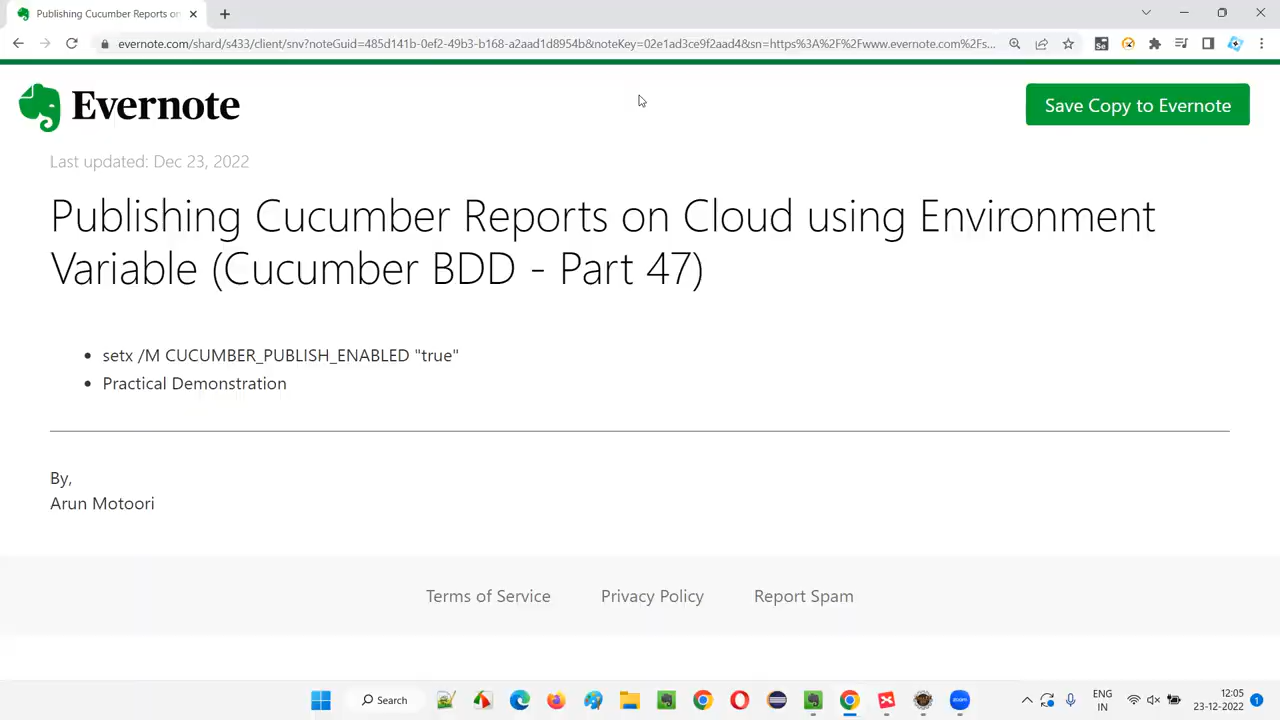 Publishing Cucumber Reports on
evernote.com/shard/s433/client/snv?noteGuid=485d141b-0ef2-49b3-b168-a2aad1d8954b&noteKey=02e1ad3ce9f2aad4&sn=https%3A%2F%2Fwww.evernote.com%2Fs...
Evernote
Save Copy to Evernote
Last updated: Dec 23, 2022
Publishing Cucumber Reports on Cloud using Environment
Variable (Cucumber BDD - Part 47)
• setx /M CUCUMBER_PUBLISH_ENABLED "true"
• Practical Demonstration
By,
Arun Motoori
Terms of Service Privacy Policy Report Spam
Search
ENG
IN
12:05
23-12-2022
1